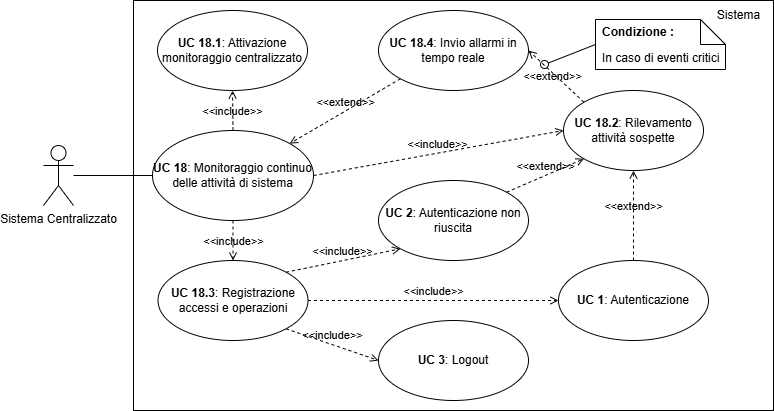 Sistema
UC 18.1: Attivazione
monitoraggio centralizzato
UC 18.4: Invio allarmi in
tempo reale
Condizione :
In caso di eventi critici
<<extend>>
<<include>>
<<extend>>
UC 18.2: Rilevamento
attività sospette
<<include>>
UC 18: Monitoraggio continuo
delle attività di sistema
<<extend>>
Sistema Centralizzato
UC 2: Autenticazione non
riuscita
<<extend>>
<<include>>
<<include>>
UC 18.3: Registrazione
accessi e operazioni
<<include>>
UC 1: Autenticazione
<<include>>
UC 3: Logout